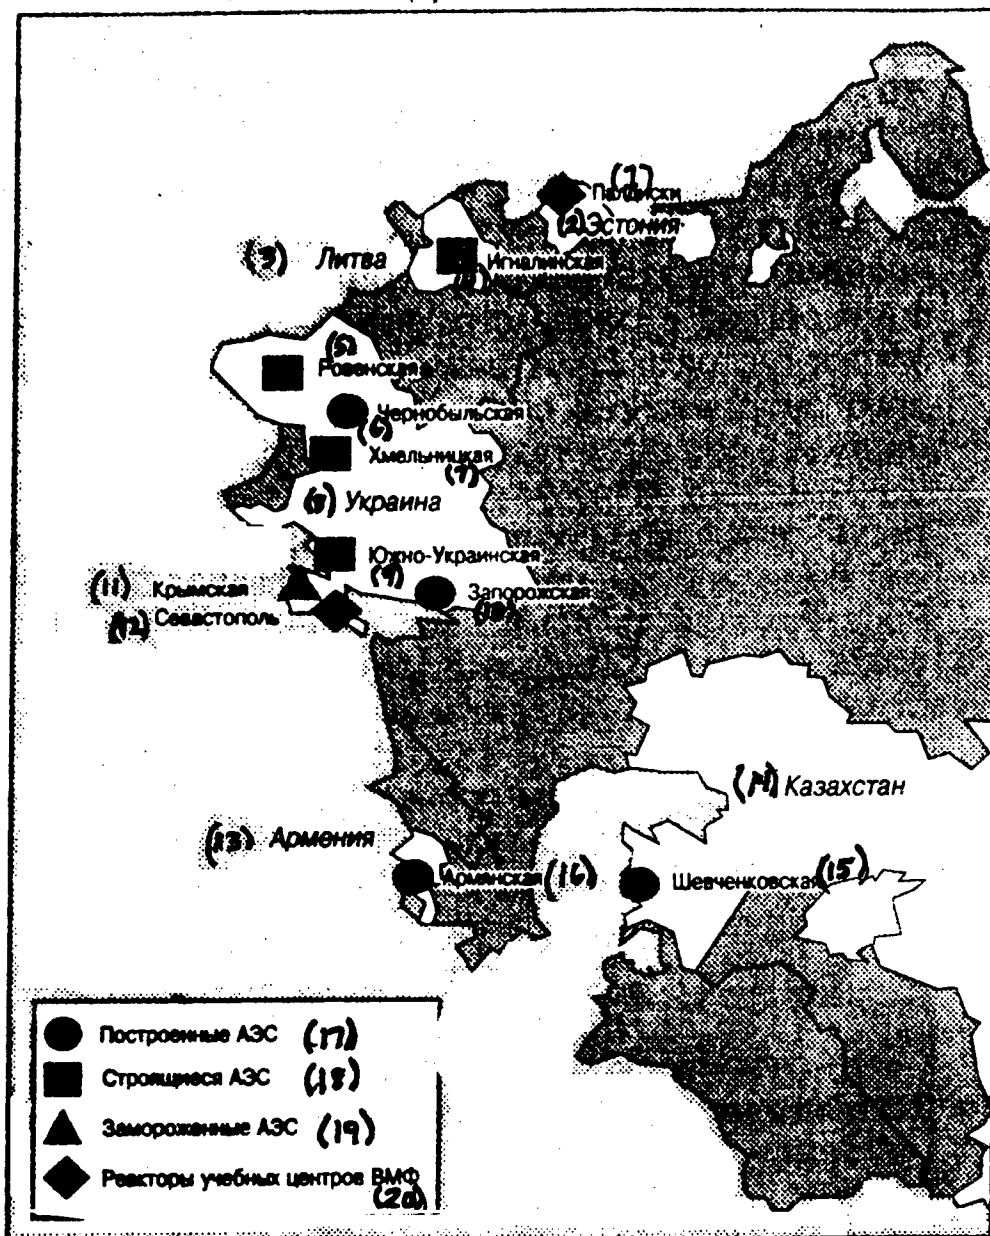 (1)
Палдиски
(2) Эстония
(3) Литва
Игналинская
(5)
Ровенская
Чернобыльская
(6)
Хмельницкая
(7)
(8) Украина
Южно-Украинская
(9)
Запорожская
(10)
(11) Крымская
(12) Севастополь
(14) Казахстан
(13) Армения
Армянская (16)
Шевченковская (15)
Построенные АЭС (17)
Строящиеся АЭС (18)
Замороженные АЭС (19)
Реакторы учебных центров ВМФ
(20)